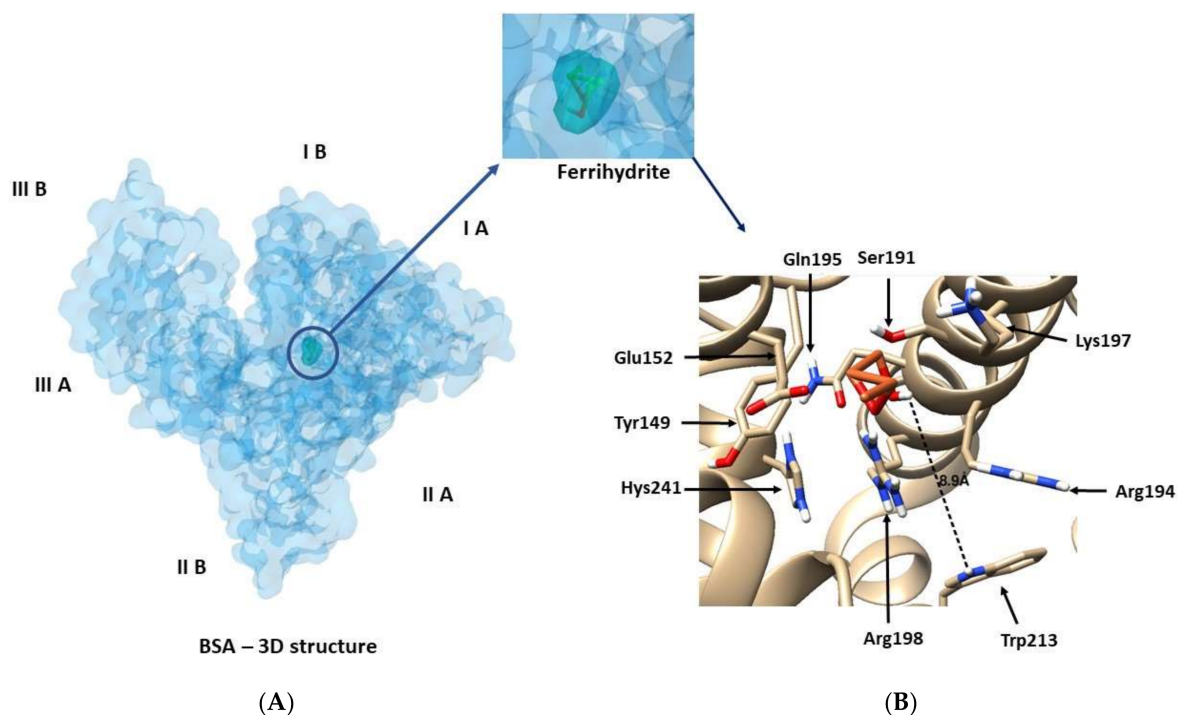 I B
III B
Ferrihydrite
I A
Gln195
Ser191
Lys197
Glu152
III A
Tyr149
Hys241
8.9Å
Arg194
II A
II B
Arg198
Trp213
BSA – 3D structure
(A)
(B)